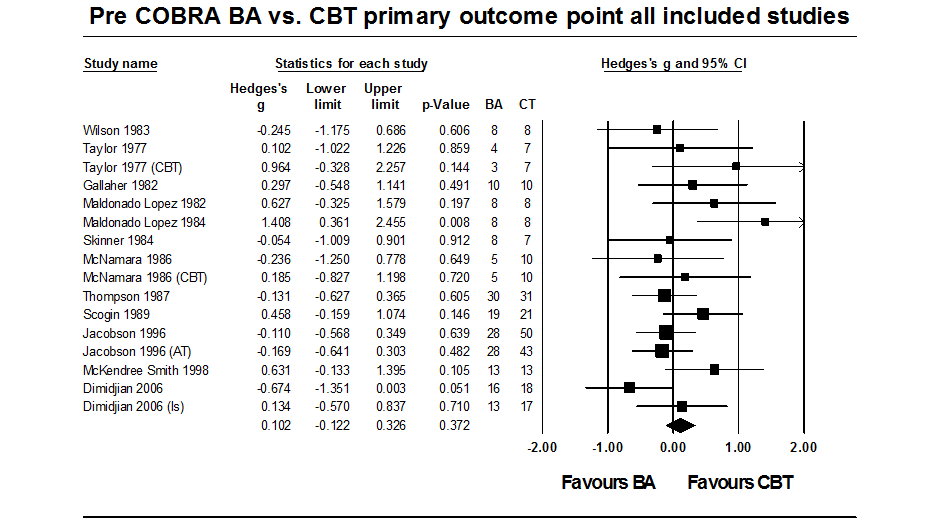 Pre COBRA BA vs. CBT primary outcome point all included studies
Study name Statistics for each study Hedges's g and 95% CI
Hedges's g Lower limit Upper limit p-Value BA CT
Wilson 1983 -0.245 -1.175 0.686 0.606 8 8
Taylor 1977 0.102 -1.022 1.226 0.859 4 7
Taylor 1977 (CBT) 0.964 -0.328 2.257 0.144 3 7
Gallaher 1982 0.297 -0.548 1.141 0.491 10 10
Maldonado Lopez 1982 0.627 -0.325 1.579 0.197 8 8
Maldonado Lopez 1984 1.408 0.361 2.455 0.008 8 8
Skinner 1984 -0.054 -1.009 0.901 0.912 8 7
McNamara 1986 -0.236 -1.250 0.778 0.649 5 10
McNamara 1986 (CBT) 0.185 -0.827 1.198 0.720 5 10
Thompson 1987 -0.131 -0.627 0.365 0.605 30 31
Scogin 1989 0.458 -0.159 1.074 0.146 19 21
Jacobson 1996 -0.110 -0.568 0.349 0.639 28 50
Jacobson 1996 (AT) -0.169 -0.641 0.303 0.482 28 43
McKendree Smith 1998 0.631 -0.133 1.395 0.105 13 13
Dimidjian 2006 -0.674 -1.351 0.003 0.051 16 18
Dimidjian 2006 (ls) 0.134 -0.570 0.837 0.710 13 17
0.102 -0.122 0.326 0.372
-2.00 -1.00 0.00 1.00 2.00
Favours BA Favours CBT